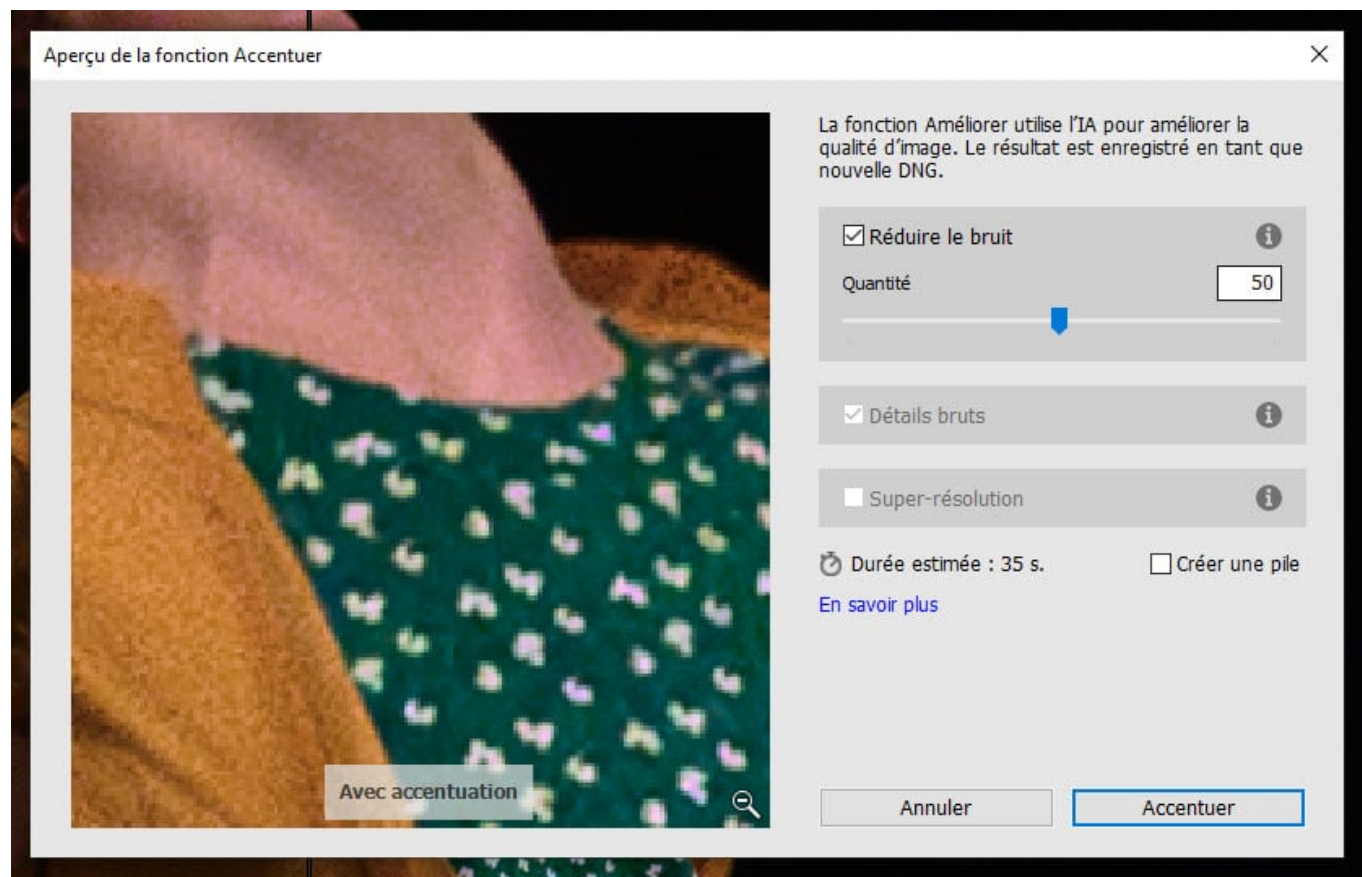 Aperçu de la fonction Accentuer
La fonction Améliorer utilise l’IA pour améliorer la
qualité d’image. Le résultat est enregistré en tant que
nouvelle DNG.
Réduire le bruit
Quantité
50
Détails bruts
Super-résolution
Durée estimée : 35 s.
Créer une pile
En savoir plus
Avec accentuation
Annuler
Accentuer